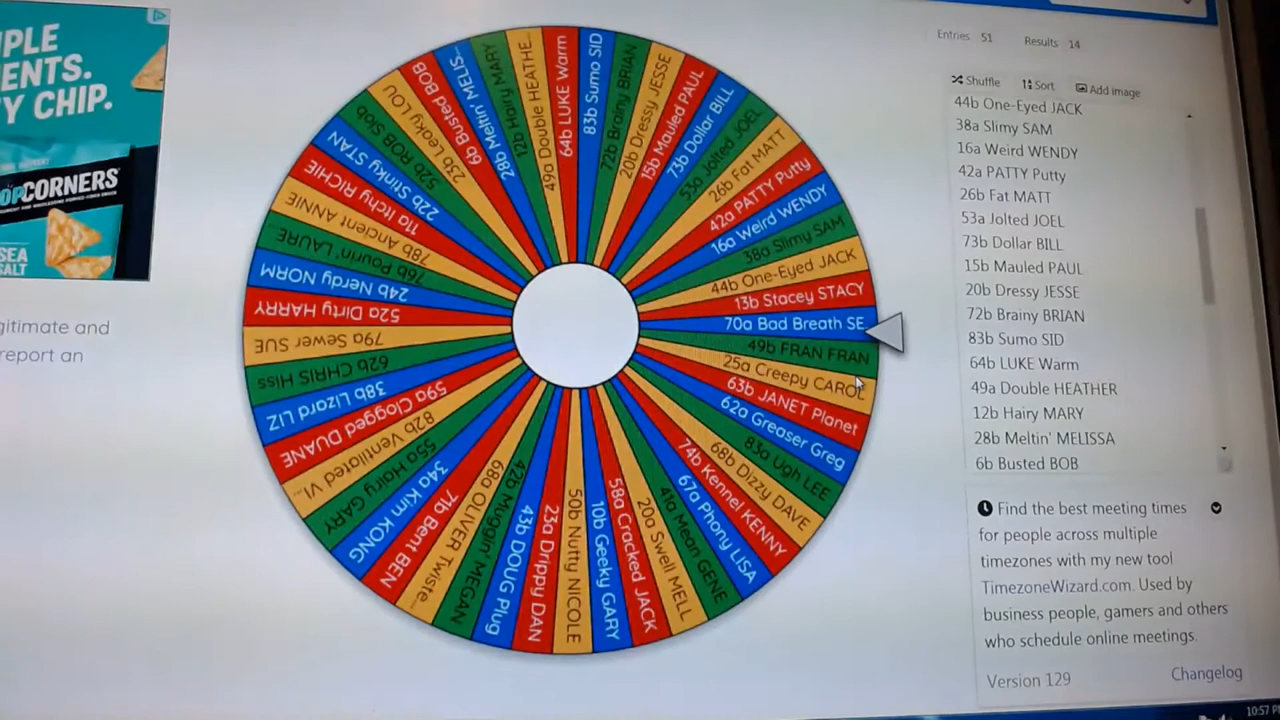 PLE
ENTS.
Y CHIP.
OPCORNERS
SEA
SALT
gitimate and
report an
83b Sumo SID
72b Brainy BRIAN
20b Dressy JESSE
15b Mauled PAUL
73b Dollar BILL
53a Jolted JOEL
26b Fat MATT
42a PATTY Putty
16a Weird WENDY
38a Slimy SAM
44b One-Eyed JACK
13b Stacey STACY
70a Bad Breath SE...
49b FRAN FRAN
25a Creepy CAROL
63b JANET Planet
62a Greaser Greg
83a Ugh LEE
68b Dizzy DAVE
74b Kennel KENNY
67a Phony LISA
41a Mean GENE
20a Swell MELL
58a Cracked JACK
10b Geeky GARY
50b Nutty NICOLE
23a Drippy DAN
43b DOUG Plug
42b Muggin' MEGAN
68a OLIVER Twiste...
71b Bent BEN
34a Kim KONG
55a Hairy GARY
82b Ventilated VI...
59a Clogged DUANE
38b Lizard LIZ
62b CHRIS Hiss
79a Sewer SUE
52a Dirty HARRY
24b Nerdy NORM
76b Pourin' LAURE...
78b Ancient ANNIE
11a Itchy RICHIE
22b Stinky STAN
52b ROB Slob
23b Leaky LOU
6b Busted BOB
28b Meltin' MELIS...
12b Hairy MARY
49a Double HEATHE...
64b LUKE Warm
Entries 51 Results 14
Shuffle Sort Add image
44b One-Eyed JACK
38a Slimy SAM
16a Weird WENDY
42a PATTY Putty
26b Fat MATT
53a Jolted JOEL
73b Dollar BILL
15b Mauled PAUL
20b Dressy JESSE
72b Brainy BRIAN
83b Sumo SID
64b LUKE Warm
49a Double HEATHER
12b Hairy MARY
28b Meltin' MELISSA
6b Busted BOB
Find the best meeting times
for people across multiple
timezones with my new tool
TimezoneWizard.com. Used by
business people, gamers and others
who schedule online meetings.
Version 129 Changelog
10:57 P